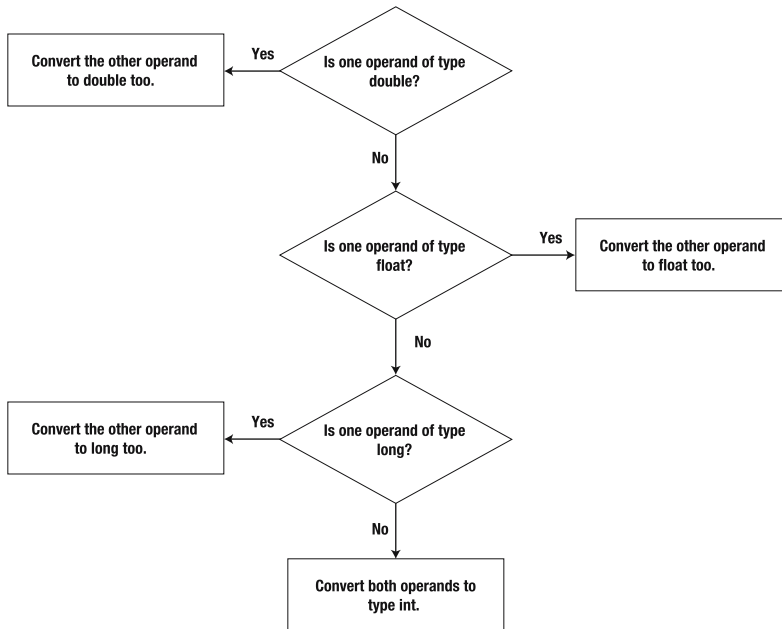 Is one operand of type
double?
Yes
Convert the other operand
to double too.
No
Is one operand of type
float?
Yes
Convert the other operand
to float too.
No
Is one operand of type
long?
Yes
Convert the other operand
to long too.
No
Convert both operands to
type int.